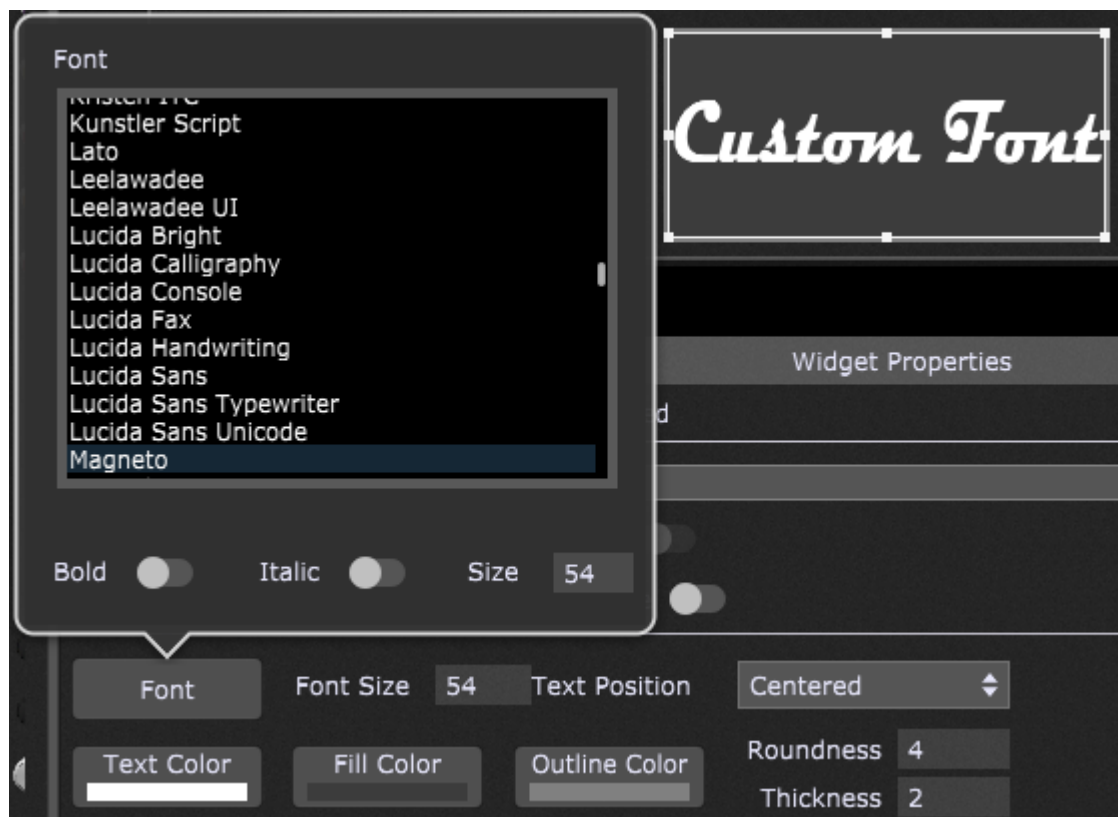 Font
Kristen ITC
Kunstler Script
Lato
Leelawadee
Leelawadee UI
Lucida Bright
Lucida Calligraphy
Lucida Console
Lucida Fax
Lucida Handwriting
Lucida Sans
Lucida Sans Typewriter
Lucida Sans Unicode
Magneto
Bold Italic Size 54
Custom Font
Widget Properties
d
Font Font Size 54 Text Position Centered
Text Color Fill Color Outline Color Roundness 4
Thickness 2